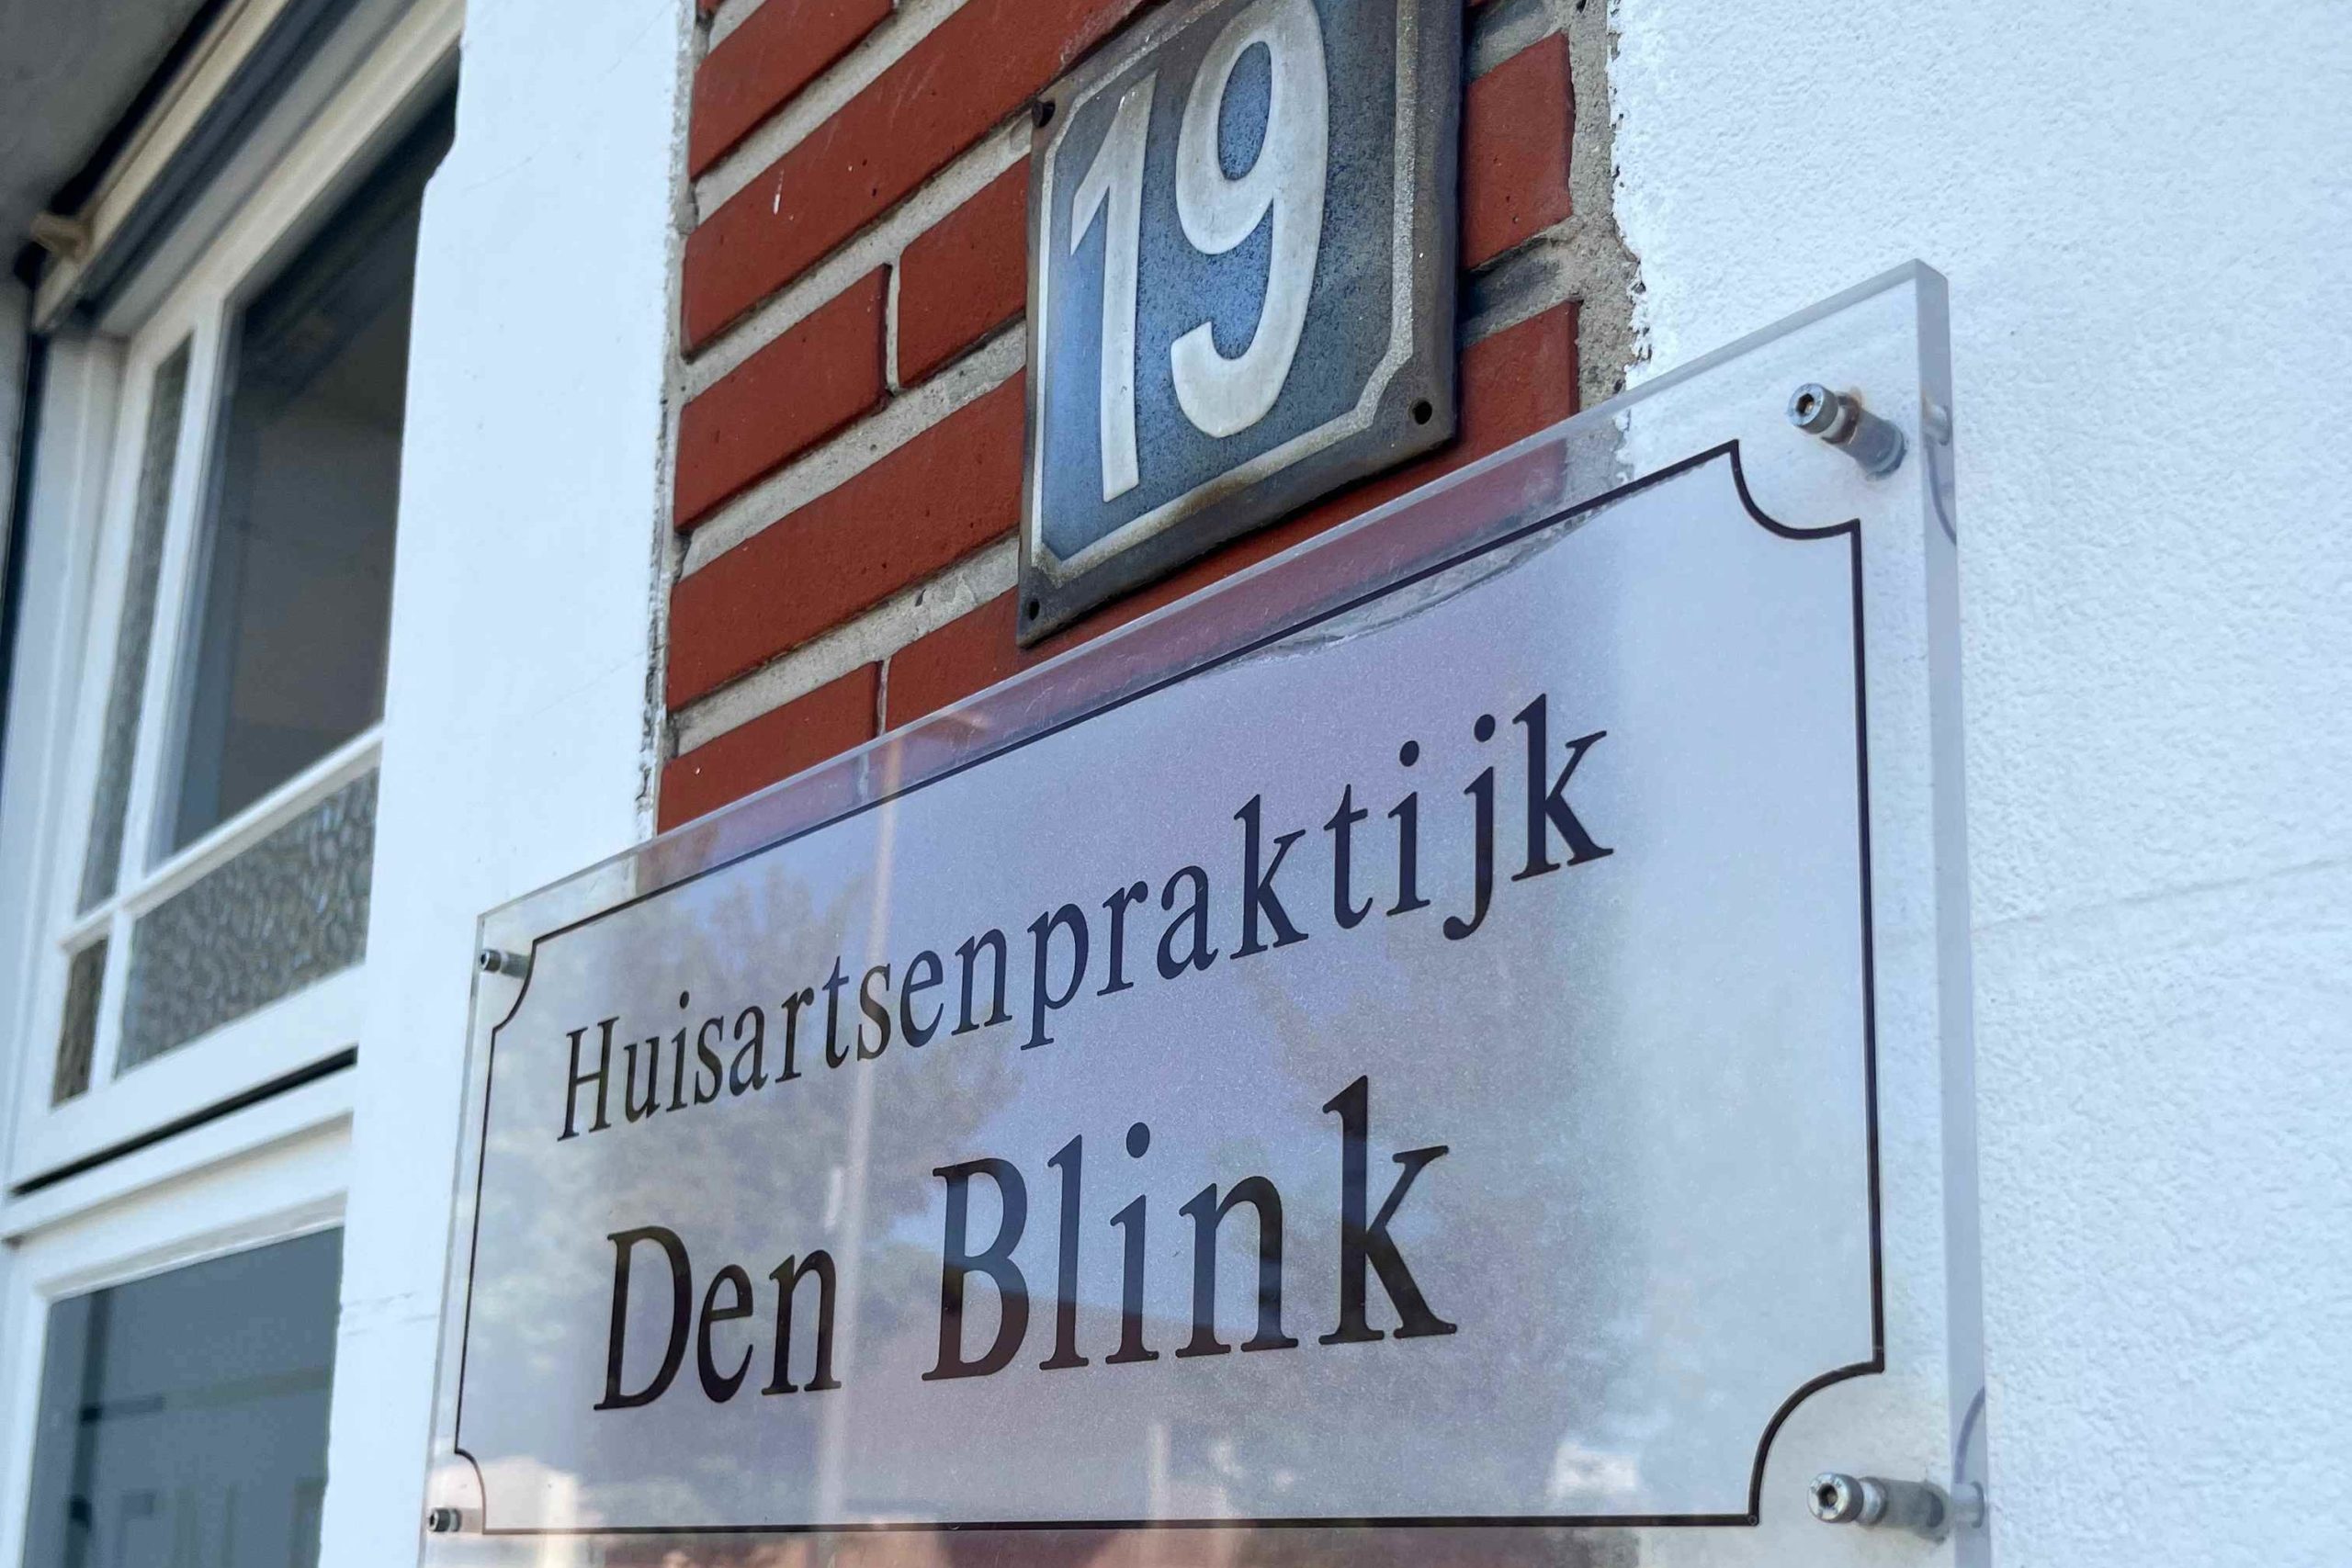 19
Huisartsenpraktijk
Den Blink